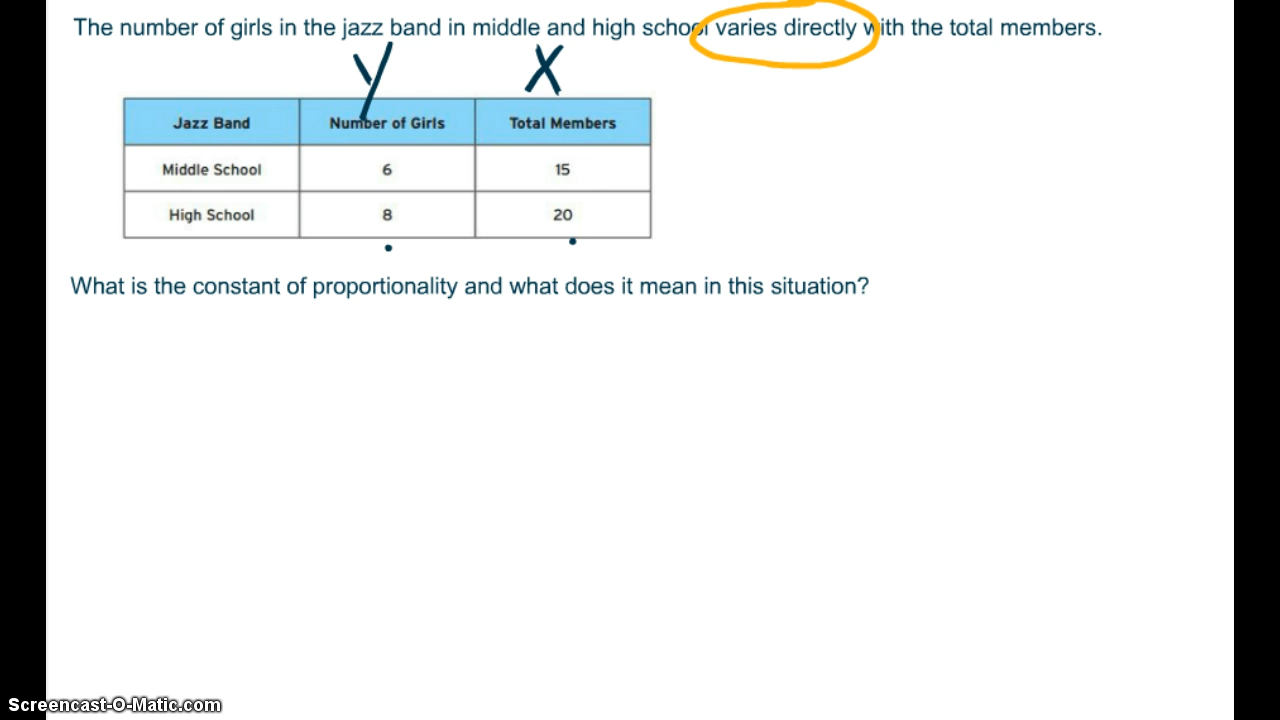 The number of girls in the jazz band in middle and high school varies directly with the total members.
Y X
Jazz Band Number of Girls Total Members
Middle School 6 15
High School 8 20
What is the constant of proportionality and what does it mean in this situation?
Screencast-O-Matic.com